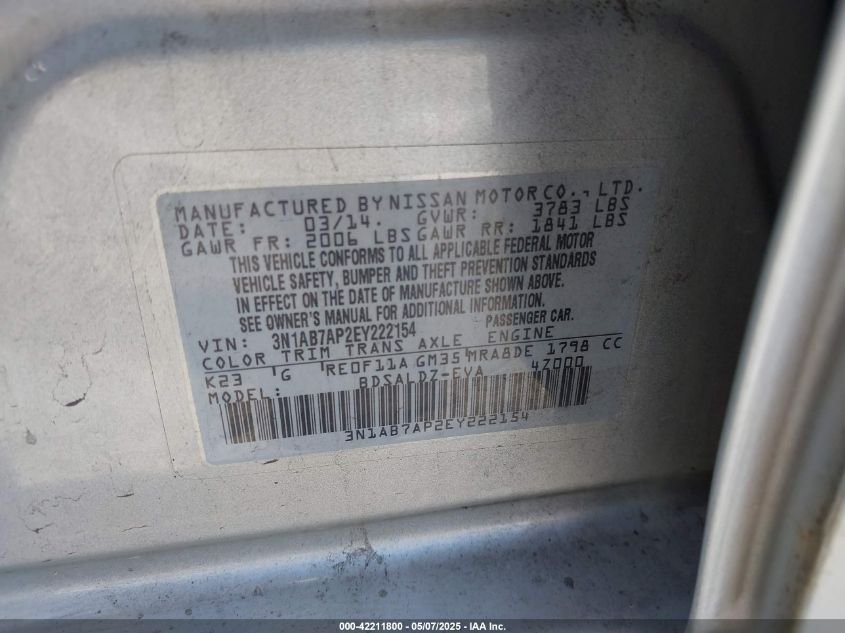 MANUFACTURED BY NISSAN MOTOR CO., LTD.
DATE: 03/14. GVWR: 3783 LBS
GAWR FR: 2006 LBS GAWR RR: 1841 LBS
THIS VEHICLE CONFORMS TO ALL APPLICABLE FEDERAL MOTOR
VEHICLE SAFETY, BUMPER AND THEFT PREVENTION STANDARDS
IN EFFECT ON THE DATE OF MANUFACTURE SHOWN ABOVE.
SEE OWNER'S MANUAL FOR ADDITIONAL INFORMATION.
VIN: 3N1AB7AP2EY222154 PASSENGER CAR.
COLOR TRIM TRANS AXLE ENGINE
K23 'G 'RE0F11A GM35 'MRA8DE 1798 CC
MODEL: BDSALDZ-EVA 4Z000
3N1AB7AP2EY222154
000-42211800 - 05/07/2025 - IAA Inc.